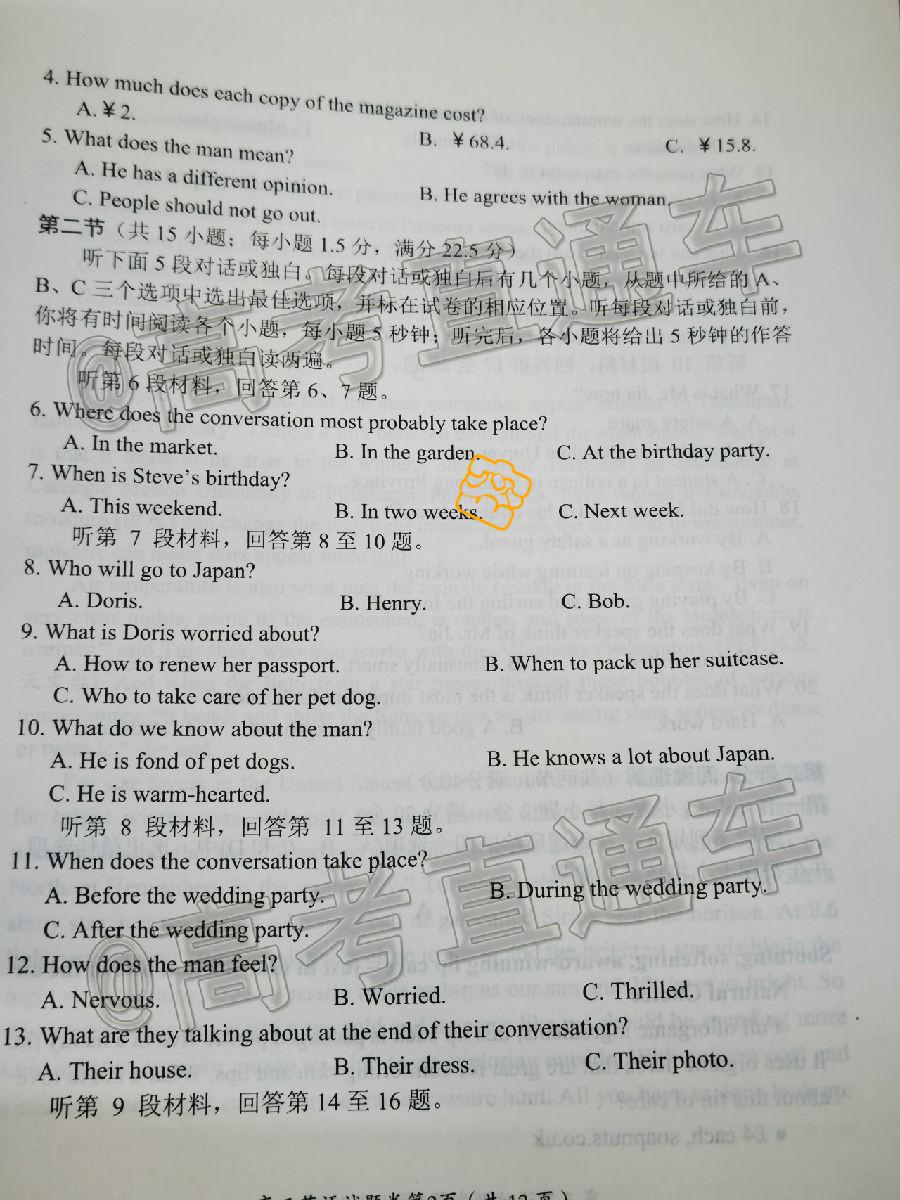 4. How much does each copy of the magazine cost?
A. ¥ 2. B. ¥ 68.4. C. ¥ 15.8.
5. What does the man mean?
A. He has a different opinion. B. He agrees with the woman.
C. People should not go out.
第二节（共 15 小题；每小题 1.5 分，满分 22.5 分）
听下面 5 段对话或独白。每段对话或独白后有几个小题，从题中所给的 A、
B、C 三个选项中选出最佳选项，并标在试卷的相应位置。听每段对话或独白前，
你将有时间阅读各个小题，每小题 5 秒钟；听完后，各小题将给出 5 秒钟的作答
时间。每段对话或独白读两遍。
听第 6 段材料，回答第 6、7 题。
6. Where does the conversation most probably take place?
A. In the market. B. In the garden. C. At the birthday party.
7. When is Steve's birthday?
A. This weekend. B. In two weeks. C. Next week.
听第 7 段材料，回答第 8 至 10 题。
8. Who will go to Japan?
A. Doris. B. Henry. C. Bob.
9. What is Doris worried about?
A. How to renew her passport. B. When to pack up her suitcase.
C. Who to take care of her pet dog.
10. What do we know about the man?
A. He is fond of pet dogs. B. He knows a lot about Japan.
C. He is warm-hearted.
听第 8 段材料，回答第 11 至 13 题。
11. When does the conversation take place?
A. Before the wedding party. B. During the wedding party.
C. After the wedding party.
12. How does the man feel?
A. Nervous. B. Worried. C. Thrilled.
13. What are they talking about at the end of their conversation?
A. Their house. B. Their dress. C. Their photo.
听第 9 段材料，回答第 14 至 16 题。
@高考直通车
@高考直通车